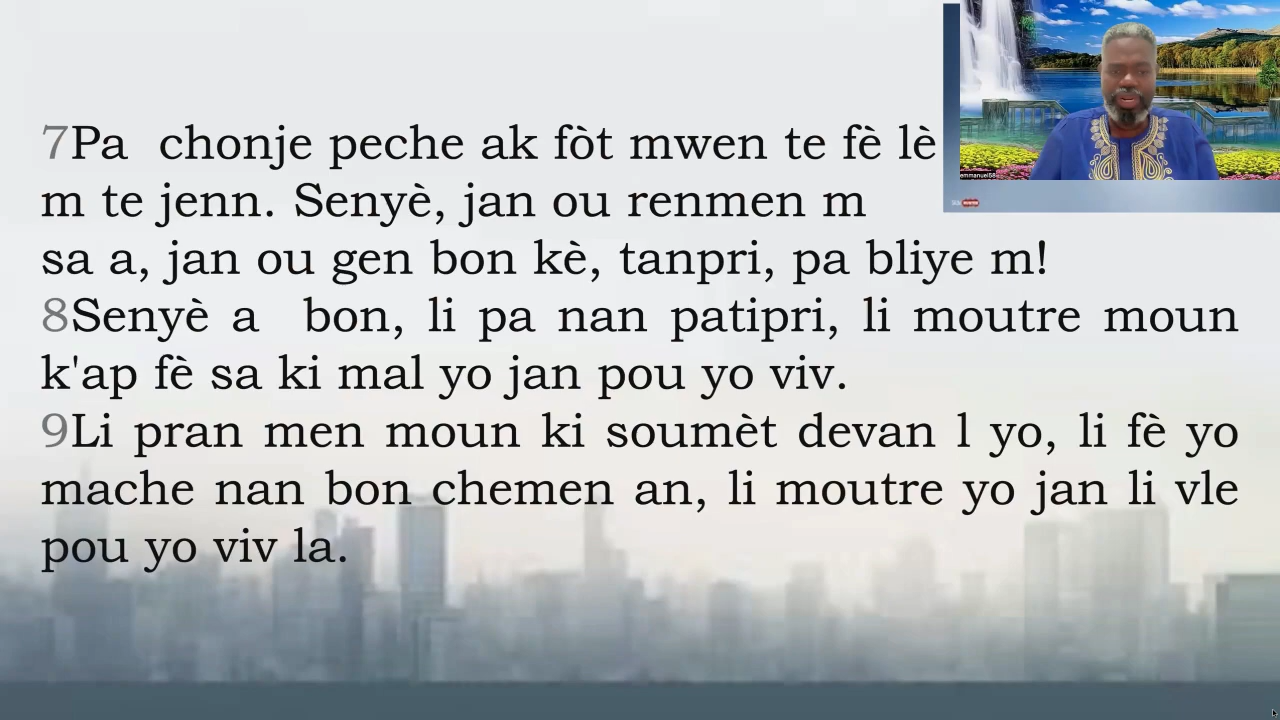 7Pa chonje peche ak fòt mwen te fè lè
m te jenn. Senyè, jan ou renmen m
sa a, jan ou gen bon kè, tanpri, pa bliye m!
8Senyè a bon, li pa nan patipri, li moutre moun
k'ap fè sa ki mal yo jan pou yo viv.
9Li pran men moun ki soumèt devan l yo, li fè yo
mache nan bon chemen an, li moutre yo jan li vle
pou yo viv la.